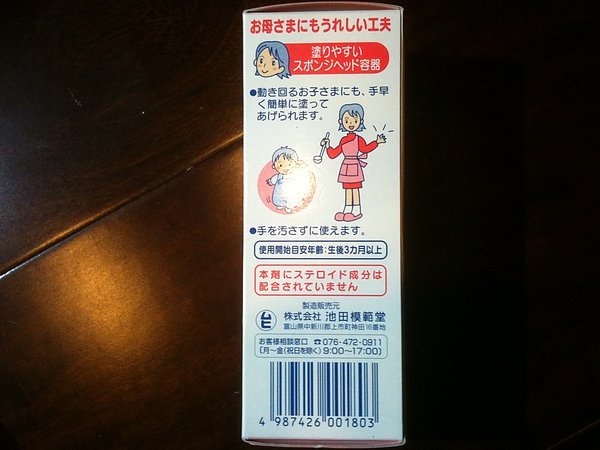 お母さまにもうれしい工夫
塗りやすい
スポンジヘッド容器
●動き回るお子さまにも、手早
く簡単に塗って
あげられます。
●手を汚さずに使えます。
使用開始目安年齢:生後3カ月以上
本剤にステロイド成分は
配合されていません
製造販売元
株式会社 池田模範堂
富山県中新川郡上市町神田16番地
お客様相談窓口 ☎076-472-0911
〔月〜金(祝日を除く)9:00〜17:00〕
4 987426 001803